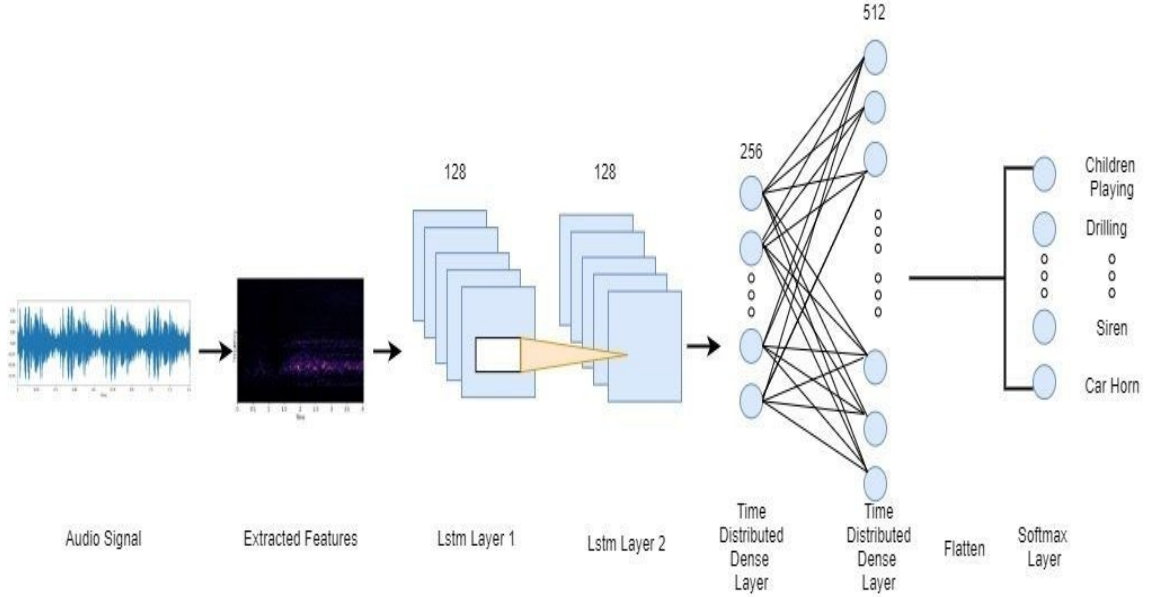 512
256
128
128
Children
Playing
Drilling
Siren
Car Horn
Audio Signal
Extracted Features
Lstm Layer 1
Lstm Layer 2
Time
Distributed
Dense
Layer
Time
Distributed
Dense
Layer
Flatten
Softmax
Layer